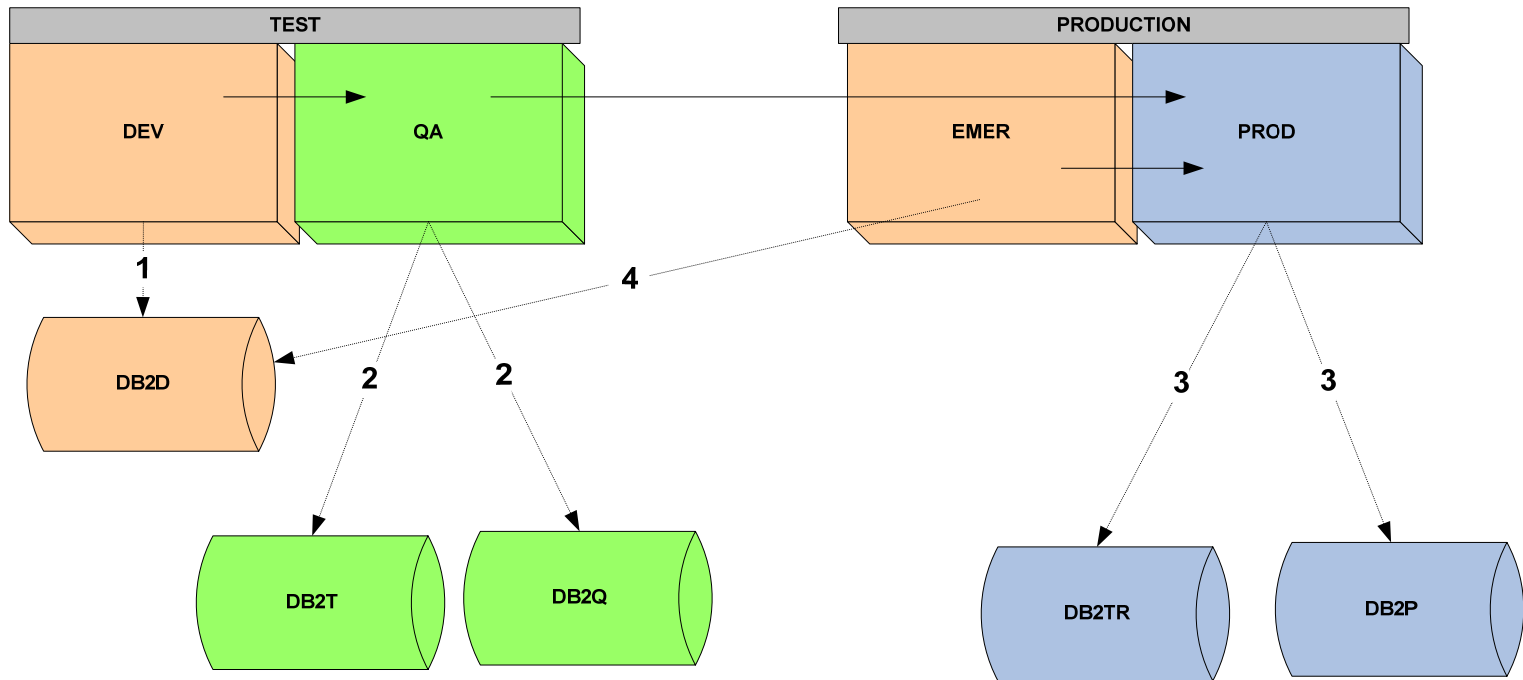 TEST
PRODUCTION
DEV
QA
EMER
PROD
1
4
DB2D
2
2
3
3
DB2T
DB2Q
DB2TR
DB2P